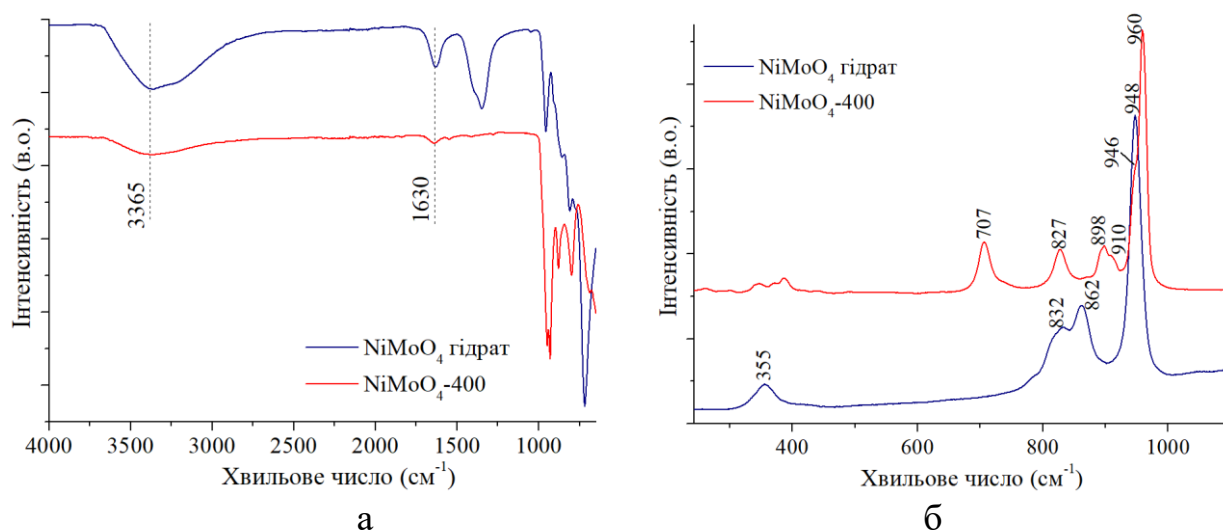 Інтенсивність (в.о.)
3365
1630
NiMoO₄ гідрат
NiMoO₄-400
4000 3500 3000 2500 2000 1500 1000
Хвильове число (см⁻¹)
а
Інтенсивність (в.о.)
NiMoO₄ гідрат
NiMoO₄-400
960
948
946
910
898
827
707
862
832
355
400 600 800 1000
Хвильове число (см⁻¹)
б